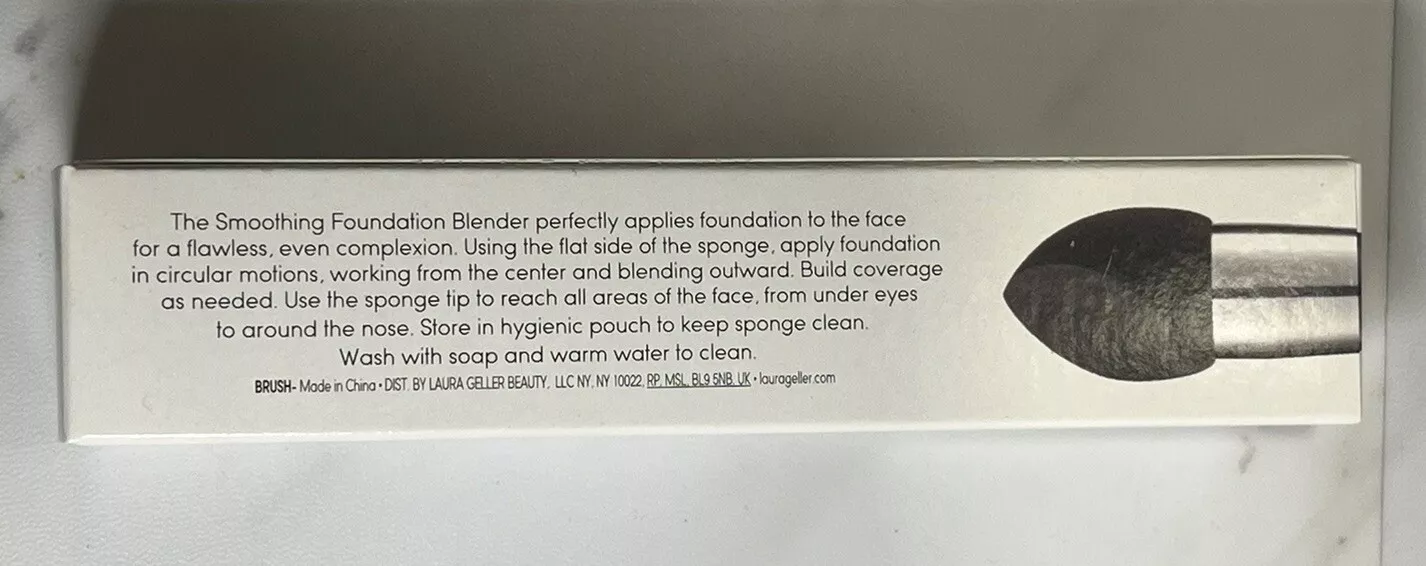 The Smoothing Foundation Blender perfectly applies foundation to the face
for a flawless, even complexion. Using the flat side of the sponge, apply foundation
in circular motions, working from the center and blending outward. Build coverage
as needed. Use the sponge tip to reach all areas of the face, from under eyes
to around the nose. Store in hygienic pouch to keep sponge clean.
Wash with soap and warm water to clean.
BRUSH- Made in China • DIST. BY LAURA GELLER BEAUTY, LLC NY, NY 10022, RP, MSL, BL9 5NB, UK • laurageller.com